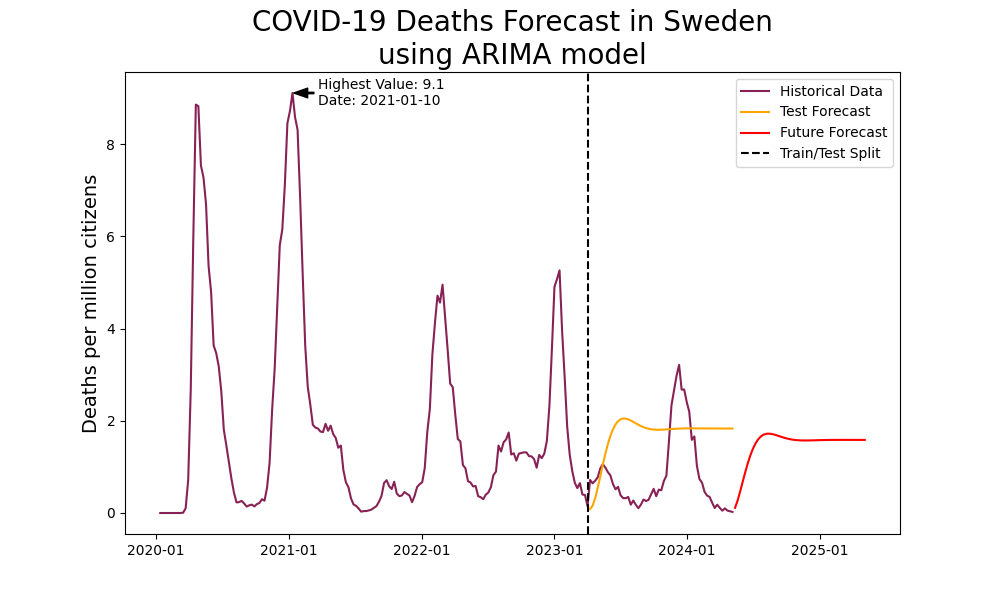 COVID-19 Deaths Forecast in Sweden
using ARIMA model
Highest Value: 9.1
Date: 2021-01-10
Historical Data
Test Forecast
Future Forecast
Train/Test Split
Deaths per million citizens
8
6
4
2
0
2020-01
2021-01
2022-01
2023-01
2024-01
2025-01